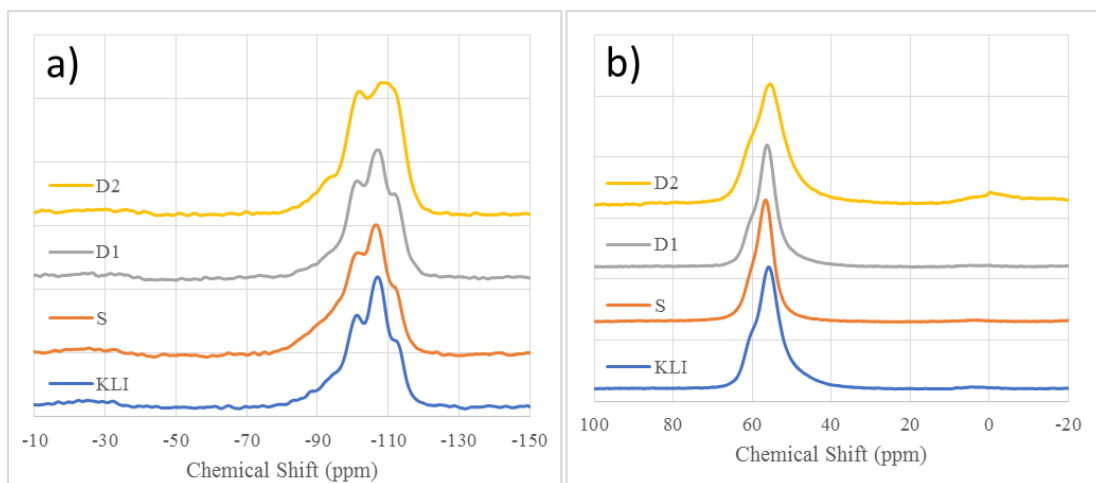 a)
D2
D1
S
KLI
-10 -30 -50 -70 -90 -110 -130 -150
Chemical Shift (ppm)
b)
D2
D1
S
KLI
100 80 60 40 20 0 -20
Chemical Shift (ppm)